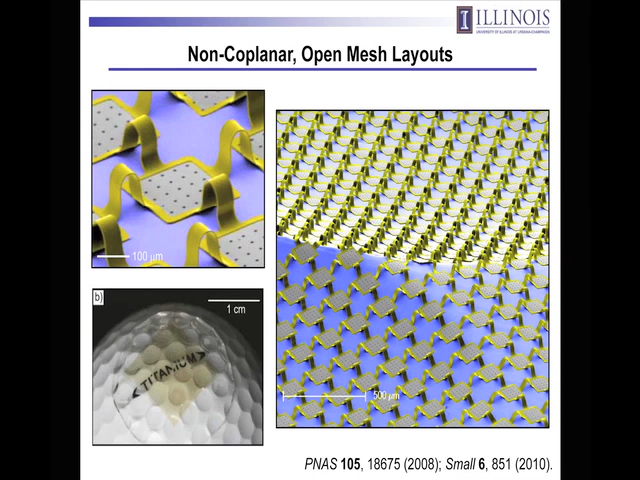 ILLINOIS
UNIVERSITY OF ILLINOIS AT URBANA-CHAMPAIGN
Non-Coplanar, Open Mesh Layouts
100 µm
b)
1 cm
TITANIUM
500 µm
PNAS 105, 18675 (2008); Small 6, 851 (2010).